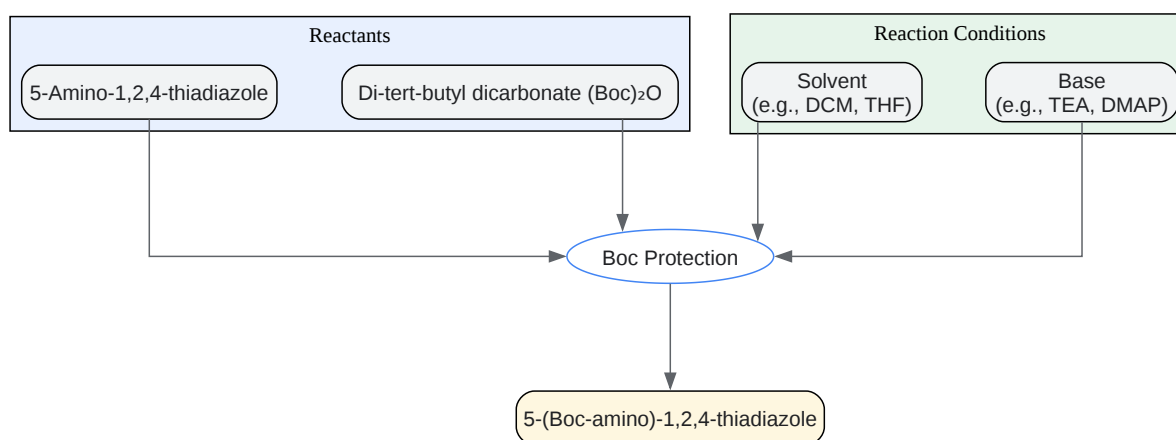 Reactants
5-Amino-1,2,4-thiadiazole
Di-tert-butyl dicarbonate (Boc)₂O
Reaction Conditions
Solvent
(e.g., DCM, THF)
Base
(e.g., TEA, DMAP)
Boc Protection
5-(Boc-amino)-1,2,4-thiadiazole